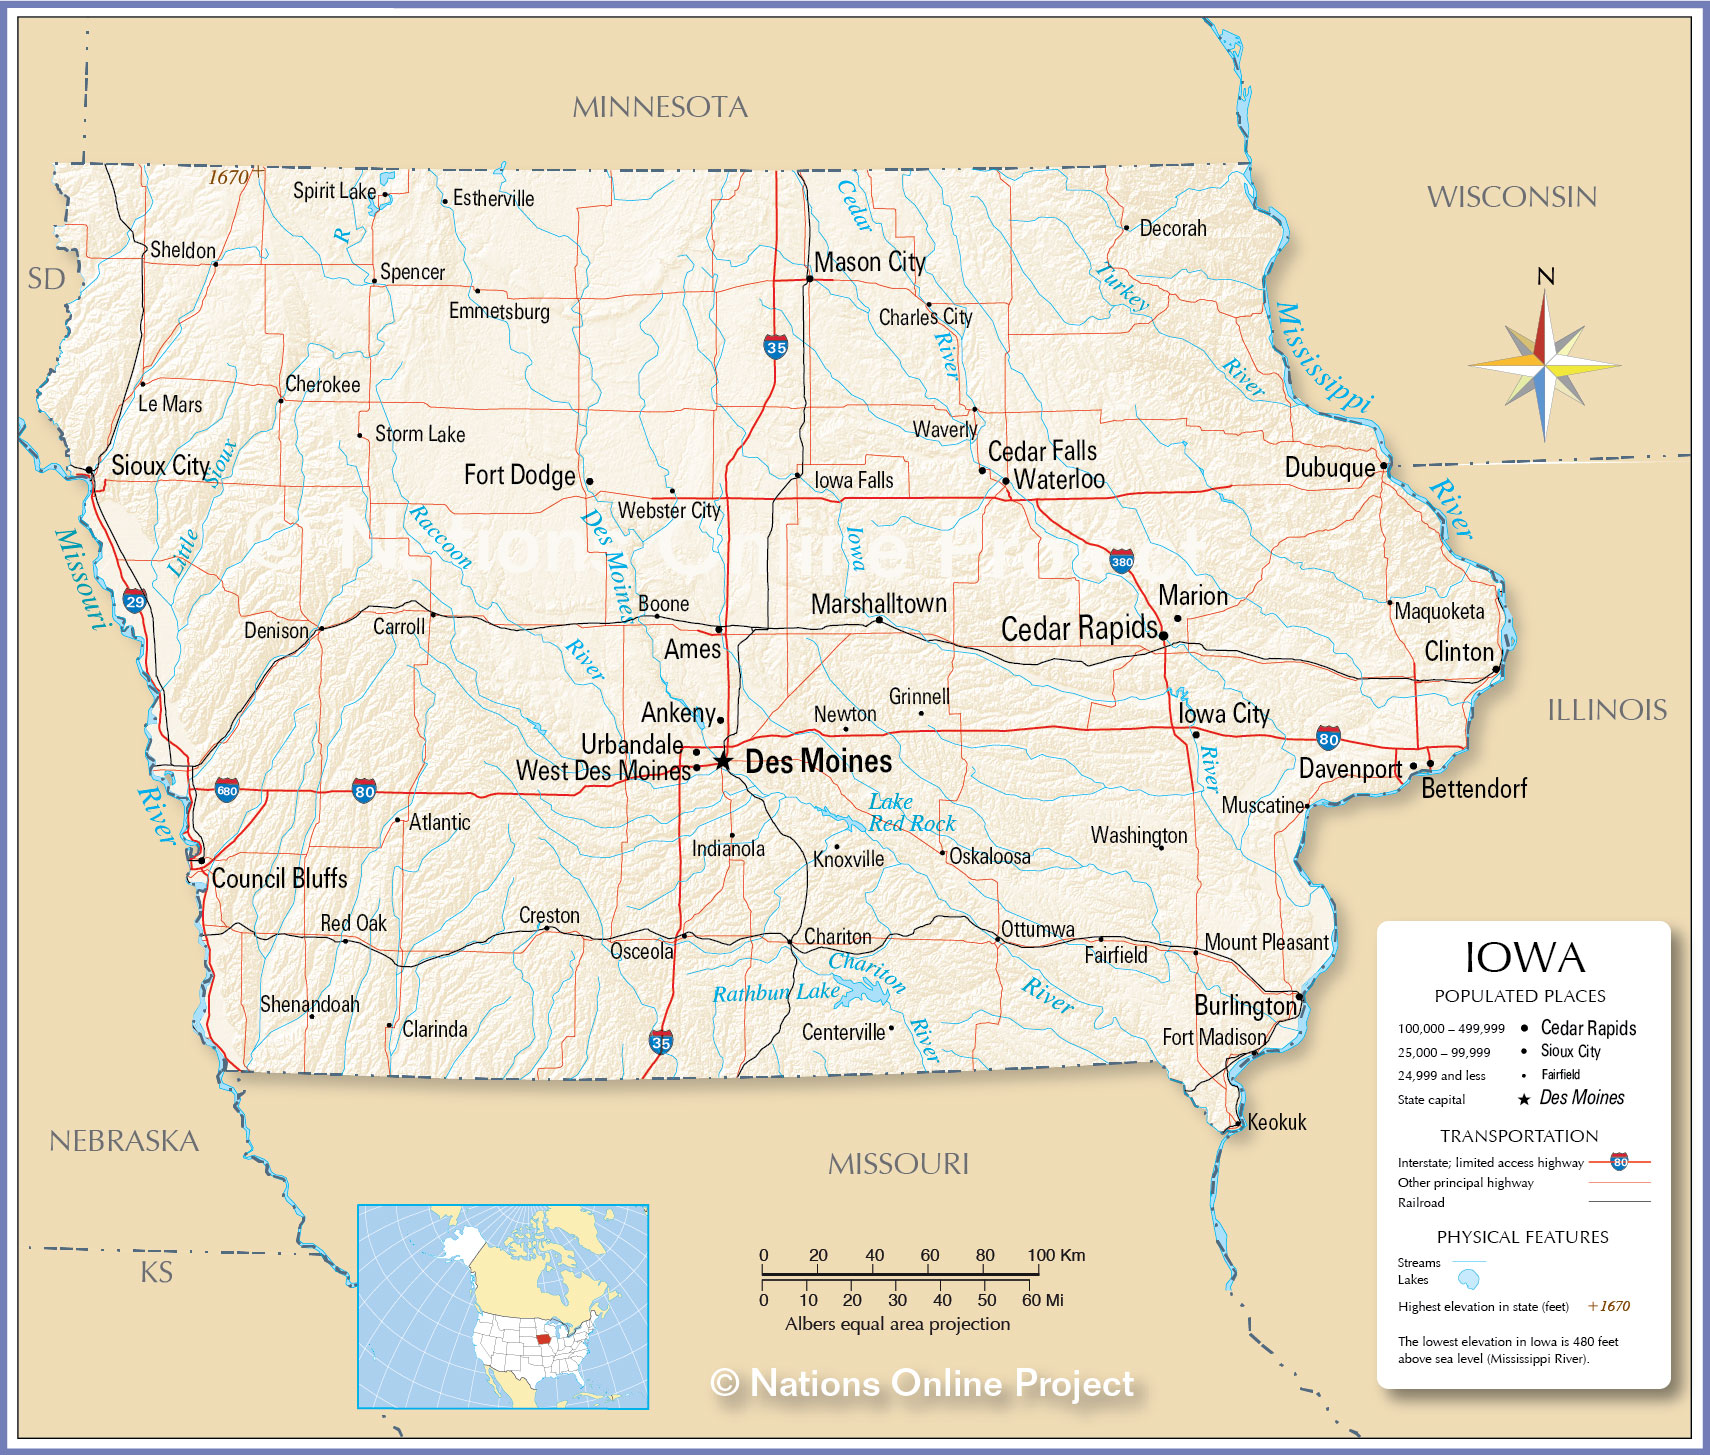 MINNESOTA
WISCONSIN
SD
ILLINOIS
NEBRASKA
MISSOURI
KS
1670
Spirit Lake
Estherville
R
Cedar
Decorah
Sheldon
Spencer
Mason City
Emmetsburg
Turkey
Charles City
River
Mississippi
N
35
River
Le Mars
Cherokee
Storm Lake
Waverly
Cedar Falls
Sioux City
Sioux
Fort Dodge
Iowa Falls
Waterloo
Dubuque
River
Webster City
Raccoon
Des Moines
Iowa
Little
Missouri
© Nations Online Project
380
29
Boone
Marshalltown
Marion
Maquoketa
Denison
Carroll
Ames
Cedar Rapids
Clinton
River
Grinnell
Ankeny
Newton
Iowa City
Urbandale
West Des Moines
Des Moines
River
80
Davenport
Bettendorf
680
80
River
Muscatine
Atlantic
Lake
Red Rock
Indianola
Knoxville
Oskaloosa
Washington
Council Bluffs
Red Oak
Creston
Osceola
Chariton
Ottumwa
Fairfield
Mount Pleasant
Chariton
River
Rathbun Lake
River
Shenandoah
Clarinda
35
Centerville
River
Burlington
Fort Madison
Keokuk
IOWA
POPULATED PLACES
100,000 – 499,999 Cedar Rapids
25,000 – 99,999 Sioux City
24,999 and less Fairfield
State capital Des Moines
TRANSPORTATION
Interstate; limited access highway 80
Other principal highway
Railroad
PHYSICAL FEATURES
Streams
Lakes
Highest elevation in state (feet) +1670
The lowest elevation in Iowa is 480 feet
above sea level (Mississippi River).
0 20 40 60 80 100 Km
0 10 20 30 40 50 60 Mi
Albers equal area projection
© Nations Online Project